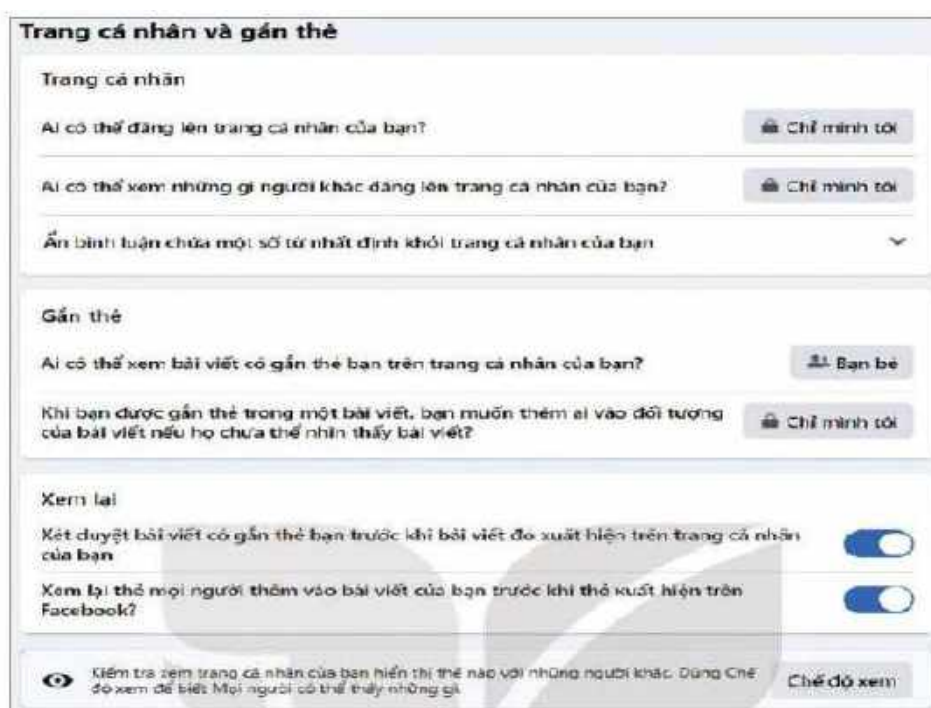 Trang cá nhân và gắn thẻ
Trang cá nhân
Ai có thể đăng lên trang cá nhân của bạn?
Chỉ mình tôi
Ai có thể xem những gì người khác đăng lên trang cá nhân của bạn?
Chỉ mình tôi
Ẩn bình luận chứa một số từ nhất định khỏi trang cá nhân của bạn
Gắn thẻ
Ai có thể xem bài viết có gắn thẻ bạn trên trang cá nhân của bạn?
Bạn bè
Khi bạn được gắn thẻ trong một bài viết, bạn muốn thêm ai vào đối tượng
của bài viết nếu họ chưa thể nhìn thấy bài viết?
Chỉ mình tôi
Xem lại
Xét duyệt bài viết có gắn thẻ bạn trước khi bài viết đó xuất hiện trên trang cá nhân
của bạn
Xem lại thẻ mọi người thêm vào bài viết của bạn trước khi thẻ xuất hiện trên
Facebook?
Kiểm tra xem trang cá nhân của bạn hiển thị thế nào với những người khác. Dùng Chế
độ xem để biết Mọi người có thể thấy những gì.
Chế độ xem